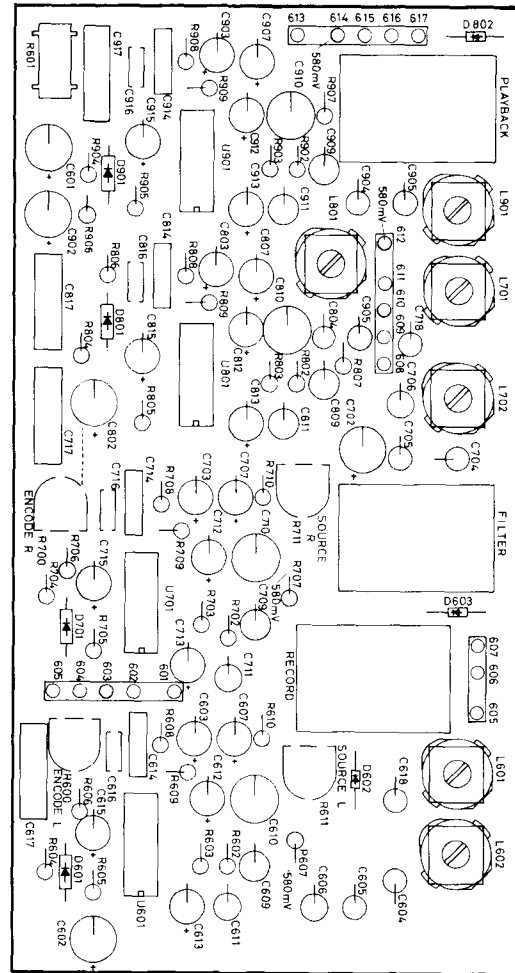 613
614
615
616
617
D802
580mV
R601
C917
C916
C915
C914
R908
C903
R909
C907
C910
R907
PLAYBACK
C601
R904
D901
R905
U901
C912
R903
R902
C909
C913
C911
L801
C904
580mV
C905
L901
C902
R905
R806
C816
C814
R808
C803
C807
612
611
610
609
608
L701
C817
D801
R809
C810
C804
C905
C718
R804
C815
U801
C812
R803
R802
R807
C706
L702
C802
R805
C813
C811
C809
C702
C705
C704
C717
ENCODE R
R700
C716
C714
R708
C703
C707
R710
SOURCE R
R711
FILTER
R706
R704
C715
R709
C712
C710
580mV
R707
D701
R705
U701
R703
R702
C709
D603
C713
C711
RECORD
607
606
605
605
604
603
602
601
C603
C607
R610
SOURCE L
R611
D602
C618
L601
R600
ENCODE L
C616
C614
R608
R609
C612
C610
C617
R606
C615
R604
D601
R605
U601
R603
R602
C609
R607
580mV
L602
C602
C613
C611
C606
C605
C604